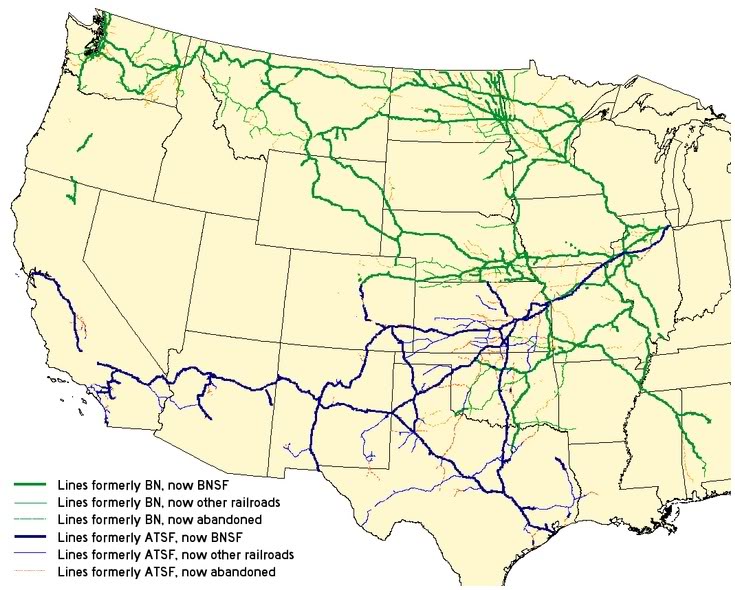 Lines formerly BN, now BNSF
Lines formerly BN, now other railroads
Lines formerly BN, now abandoned
Lines formerly ATSF, now BNSF
Lines formerly ATSF, now other railroads
Lines formerly ATSF, now abandoned